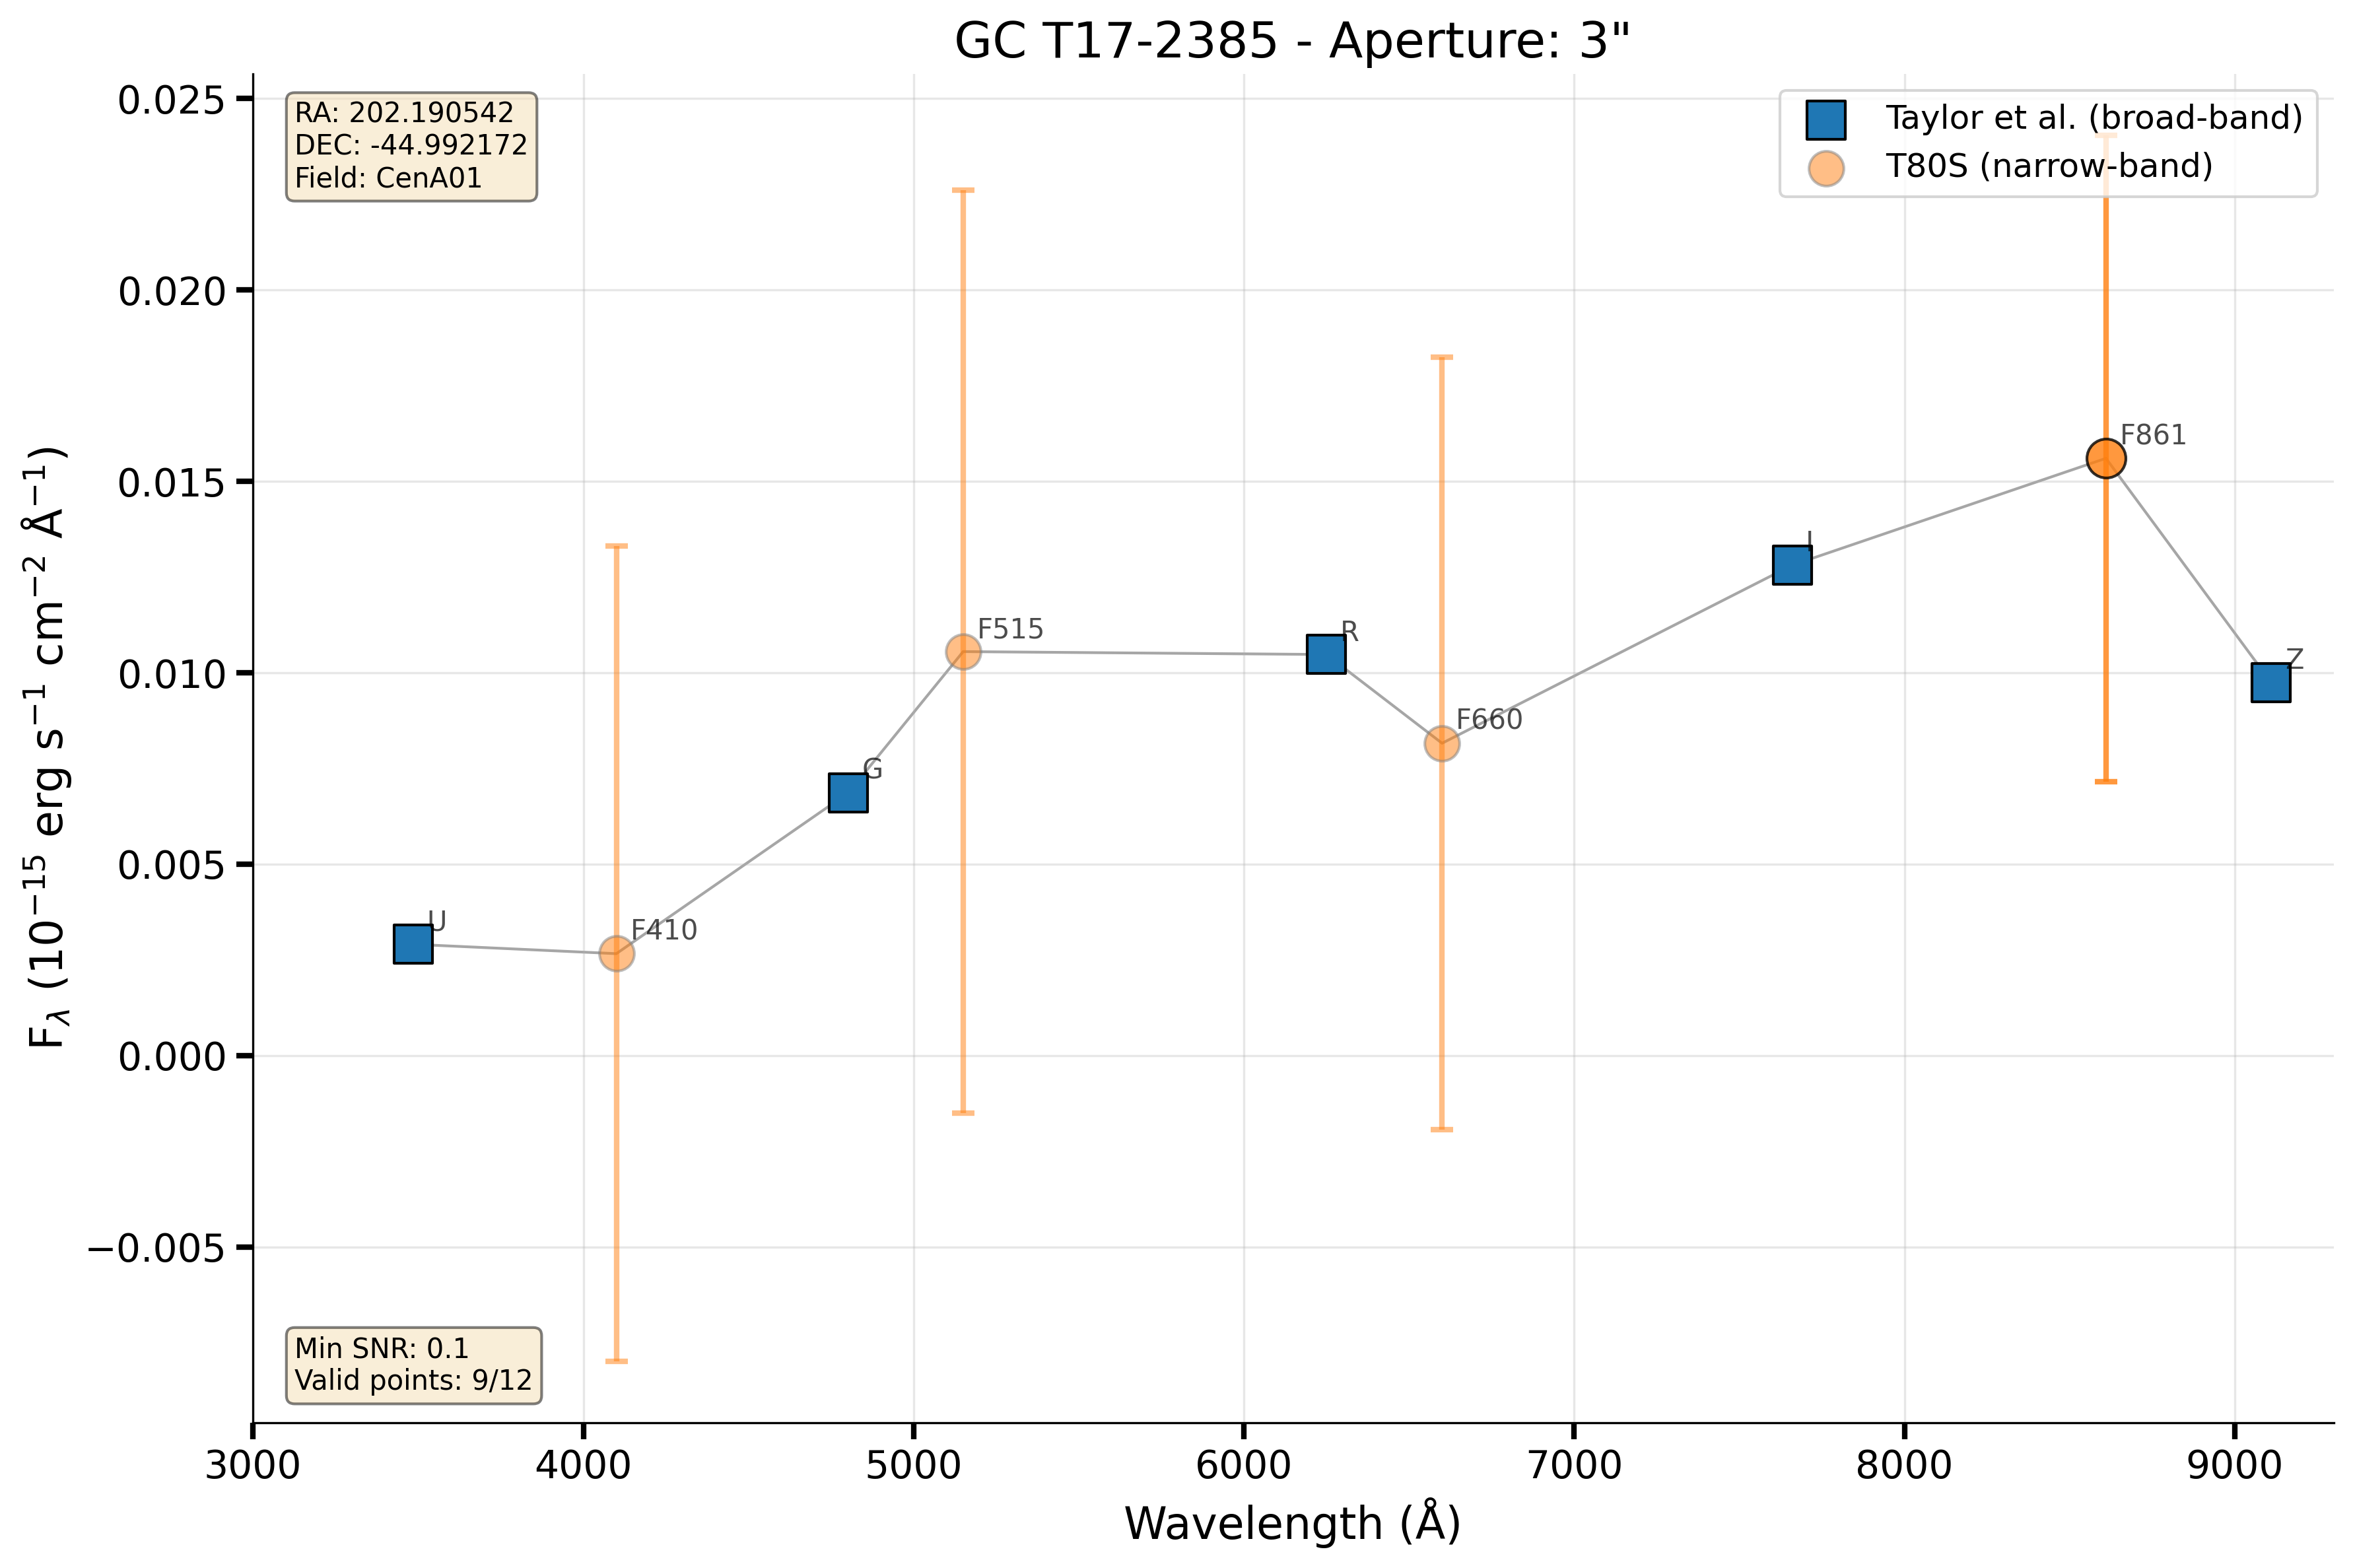 GC T17-2385 - Aperture: 3"
RA: 202.190542
DEC: -44.992172
Field: CenA01
Taylor et al. (broad-band)
T80S (narrow-band)
0.025
0.020
0.015
0.010
0.005
0.000
−0.005
F861
I
F515
R
Z
F660
G
U
F410
Min SNR: 0.1
Valid points: 9/12
3000
4000
5000
6000
7000
8000
9000
Wavelength (Å)
Fλ (10⁻¹⁵ erg s⁻¹ cm⁻² Å⁻¹)